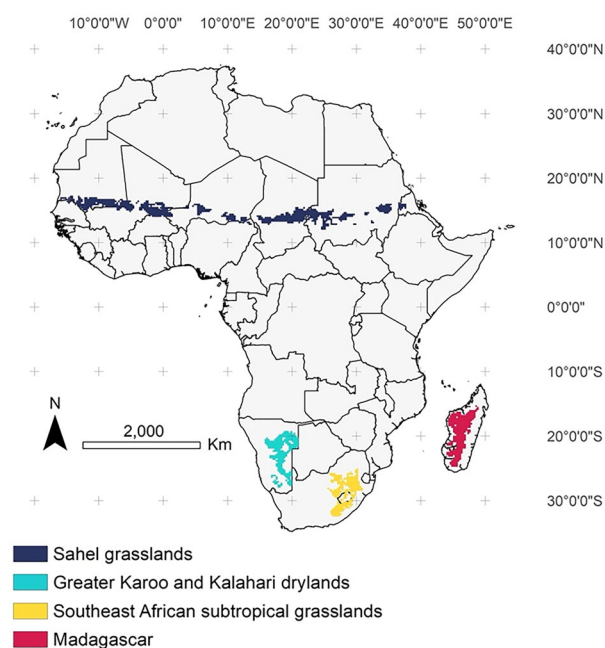 10°0'0"W 0°0'0" 10°0'0"E 20°0'0"E 30°0'0"E 40°0'0"E 50°0'0"E
40°0'0"N
30°0'0"N
20°0'0"N
10°0'0"N
0°0'0"
10°0'0"S
20°0'0"S
30°0'0"S
N
2,000
Km
Sahel grasslands
Greater Karoo and Kalahari drylands
Southeast African subtropical grasslands
Madagascar